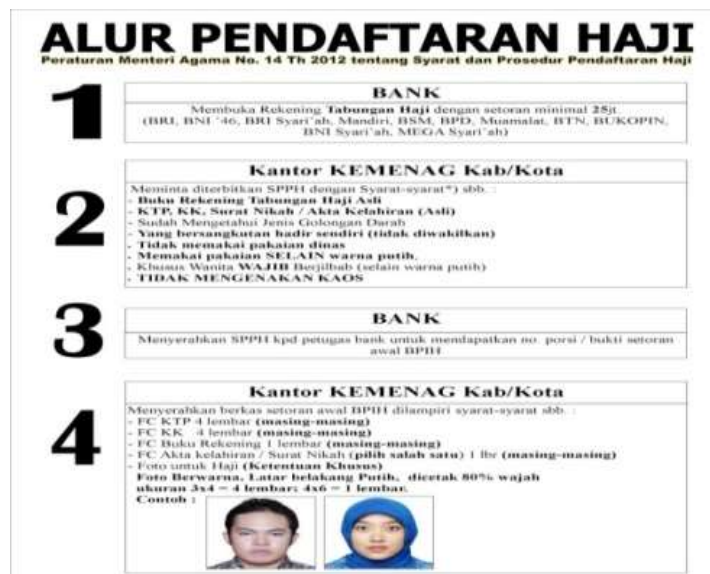 ALUR PENDAFTARAN HAJI
Peraturan Menteri Agama No. 14 Th 2012 tentang Syarat dan Prosedur Pendaftaran Haji
1
BANK
Membuka Rekening Tabungan Haji dengan setoran minimal 25jt.
(BRI, BNI '46, BRI Syari'ah, Mandiri, BSM, BPD, Muamalat, BTN, BUKOPIN,
BNI Syari'ah, MEGA Syari'ah)
2
Kantor KEMENAG Kab/Kota
Meminta diterbitkan SPPH dengan Syarat-syarat*) sbb. :
- Buku Rekening Tabungan Haji Asli
- KTP, KK, Surat Nikah / Akta Kelahiran (Asli)
- Sudah Mengetahui Jenis Golongan Darah
- Yang bersangkutan hadir sendiri (tidak diwakilkan)
- Tidak memakai pakaian dinas
- Memakai pakaian SELAIN warna putih,
- Khusus Wanita WAJIB Berjilbab (selain warna putih)
- TIDAK MENGENAKAN KAOS
3
BANK
Menyerahkan SPPH kpd petugas bank untuk mendapatkan no. porsi / bukti setoran
awal BPIH
4
Kantor KEMENAG Kab/Kota
Menyerahkan berkas setoran awal BPIH dilampiri syarat-syarat sbb. :
- FC KTP 4 lembar (masing-masing)
- FC KK 4 lembar (masing-masing)
- FC Buku Rekening 1 lembar (masing-masing)
- FC Akta kelahiran / Surat Nikah (pilih salah satu) 1 lbr (masing-masing)
- Foto untuk Haji (Ketentuan Khusus)
Foto Berwarna, Latar belakang Putih, dicetak 80% wajah
ukuran 3x4 = 4 lembar; 4x6 = 1 lembar.
Contoh :